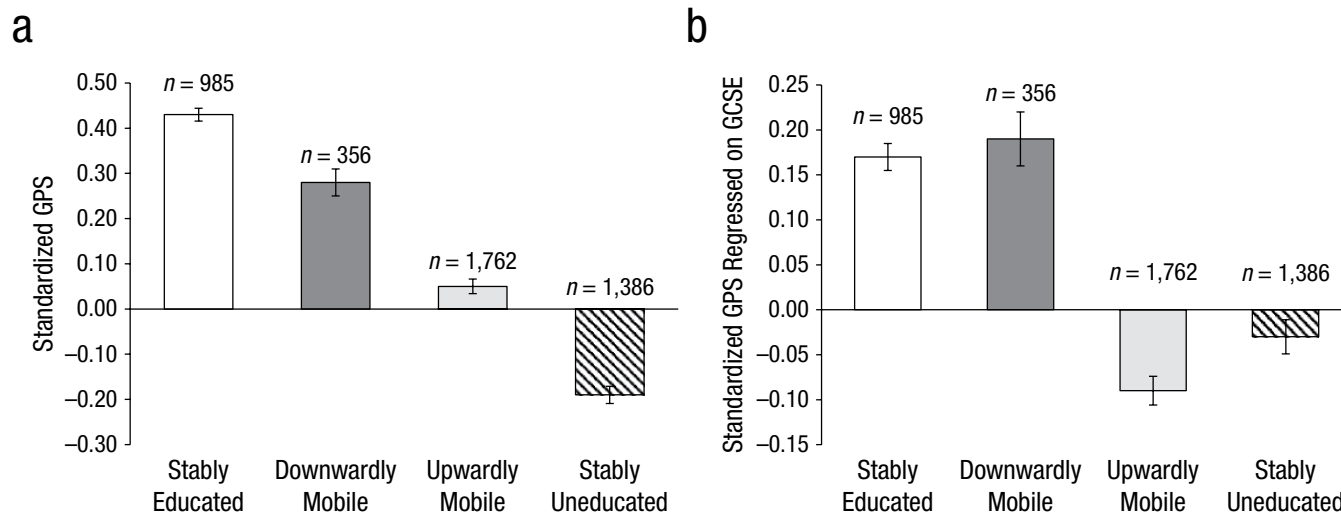 a
Standardized GPS
0.50
0.40
0.30
0.20
0.10
0.00
–0.10
–0.20
–0.30
n = 985
n = 356
n = 1,762
n = 1,386
Stably
Educated
Downwardly
Mobile
Upwardly
Mobile
Stably
Uneducated
b
Standardized GPS Regressed on GCSE
0.25
0.20
0.15
0.10
0.05
0.00
–0.05
–0.10
–0.15
n = 985
n = 356
n = 1,762
n = 1,386
Stably
Educated
Downwardly
Mobile
Upwardly
Mobile
Stably
Uneducated